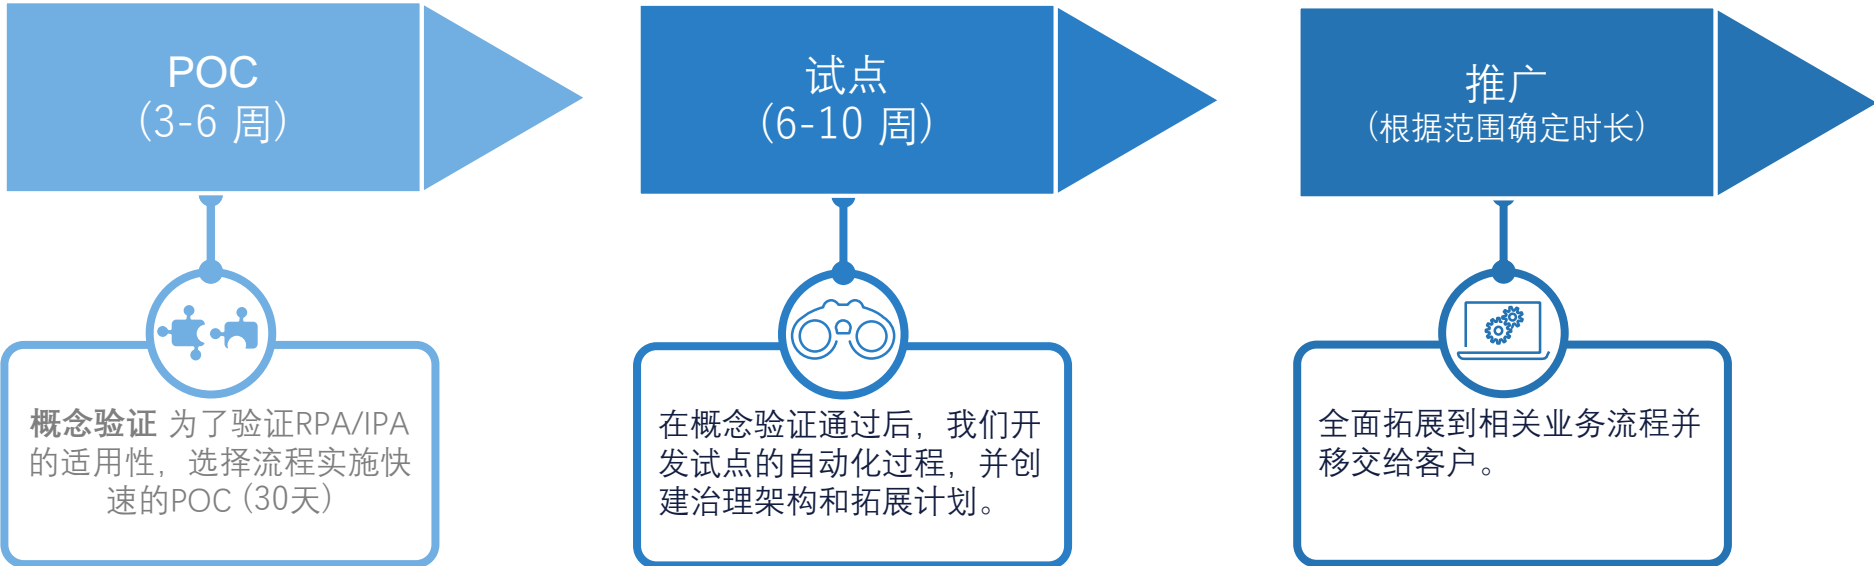 POC
(3-6 周)
试点
(6-10 周)
推广
(根据范围确定时长)
概念验证 为了验证RPA/IPA
的适用性，选择流程实施快
速的POC (30天)
在概念验证通过后，我们开
发试点的自动化过程，并创
建治理架构和拓展计划。
全面拓展到相关业务流程并
移交给客户。